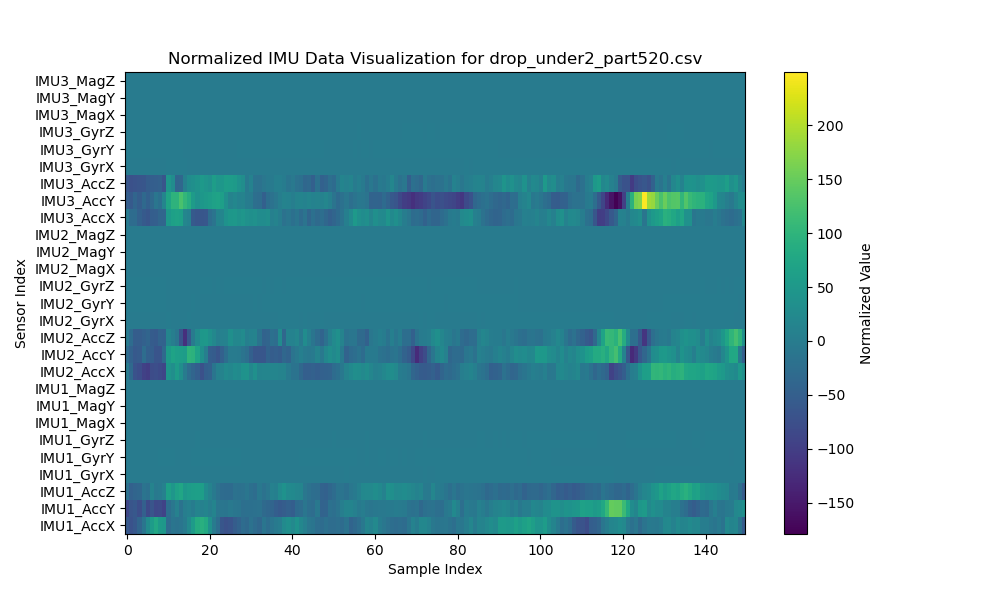 Normalized IMU Data Visualization for drop_under2_part520.csv
IMU3_MagZ
IMU3_MagY
IMU3_MagX
IMU3_GyrZ
IMU3_GyrY
IMU3_GyrX
IMU3_AccZ
IMU3_AccY
IMU3_AccX
IMU2_MagZ
IMU2_MagY
IMU2_MagX
IMU2_GyrZ
IMU2_GyrY
IMU2_GyrX
IMU2_AccZ
IMU2_AccY
IMU2_AccX
IMU1_MagZ
IMU1_MagY
IMU1_MagX
IMU1_GyrZ
IMU1_GyrY
IMU1_GyrX
IMU1_AccZ
IMU1_AccY
IMU1_AccX
Sensor Index
0 20 40 60 80 100 120 140
Sample Index
200
150
100
50
0
−50
−100
−150
Normalized Value